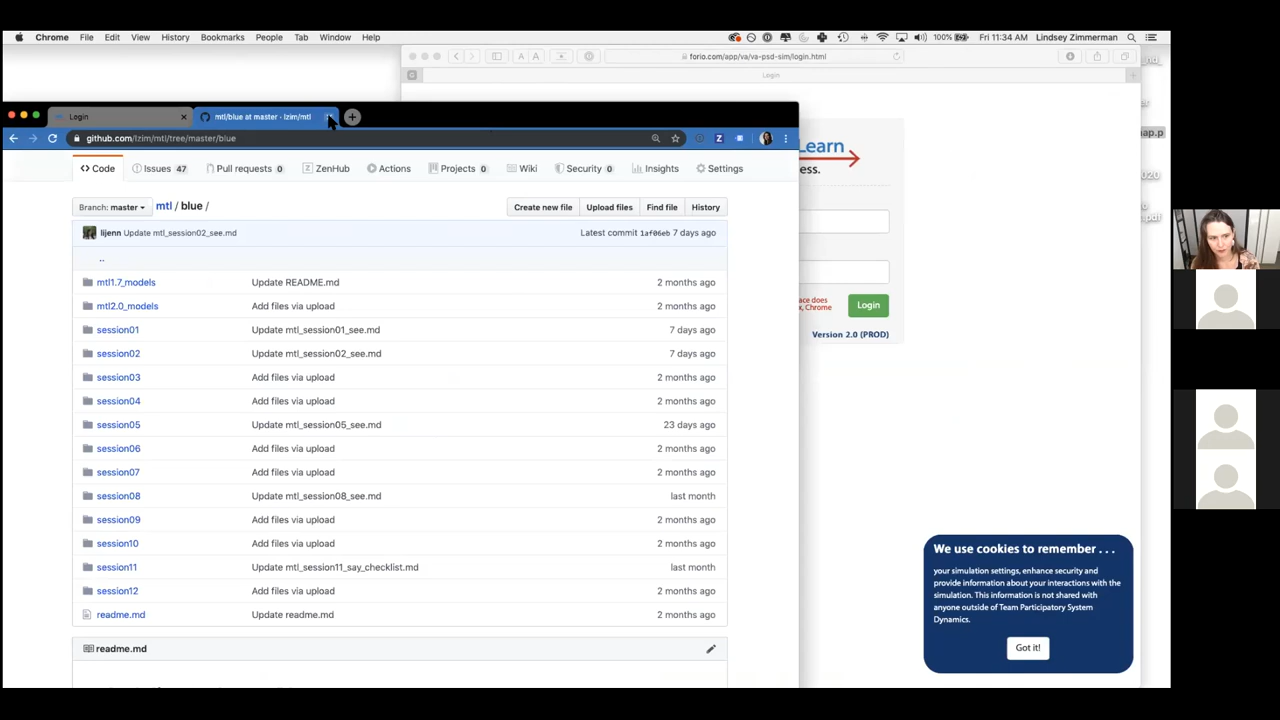 Chrome File Edit View History Bookmarks People Tab Window Help 100% Fri 11:34 AM Lindsey Zimmerman
forio.com/app/va/va-psd-sim/login.html
Login
Login mtl/blue at master · lzim/mtl
github.com/lzim/mtl/tree/master/blue
Code Issues 47 Pull requests 0 ZenHub Actions Projects 0 Wiki Security 0 Insights Settings
Branch: master mtl / blue / Create new file Upload files Find file History
lijenn Update mtl_session02_see.md Latest commit 1af06eb 7 days ago
..
mtl1.7_models Update README.md 2 months ago
mtl2.0_models Add files via upload 2 months ago
session01 Update mtl_session01_see.md 7 days ago
session02 Update mtl_session02_see.md 7 days ago
session03 Add files via upload 2 months ago
session04 Add files via upload 2 months ago
session05 Update mtl_session05_see.md 23 days ago
session06 Add files via upload 2 months ago
session07 Add files via upload 2 months ago
session08 Update mtl_session08_see.md last month
session09 Add files via upload 2 months ago
session10 Add files via upload 2 months ago
session11 Update mtl_session11_say_checklist.md last month
session12 Add files via upload 2 months ago
readme.md Update readme.md 2 months ago
readme.md
Learn
ess.
ace does
x, Chrome
Login
Version 2.0 (PROD)
We use cookies to remember . . .
your simulation settings, enhance security and
provide information about your interactions with the
simulation. This information is not shared with
anyone outside of Team Participatory System
Dynamics.
Got it!